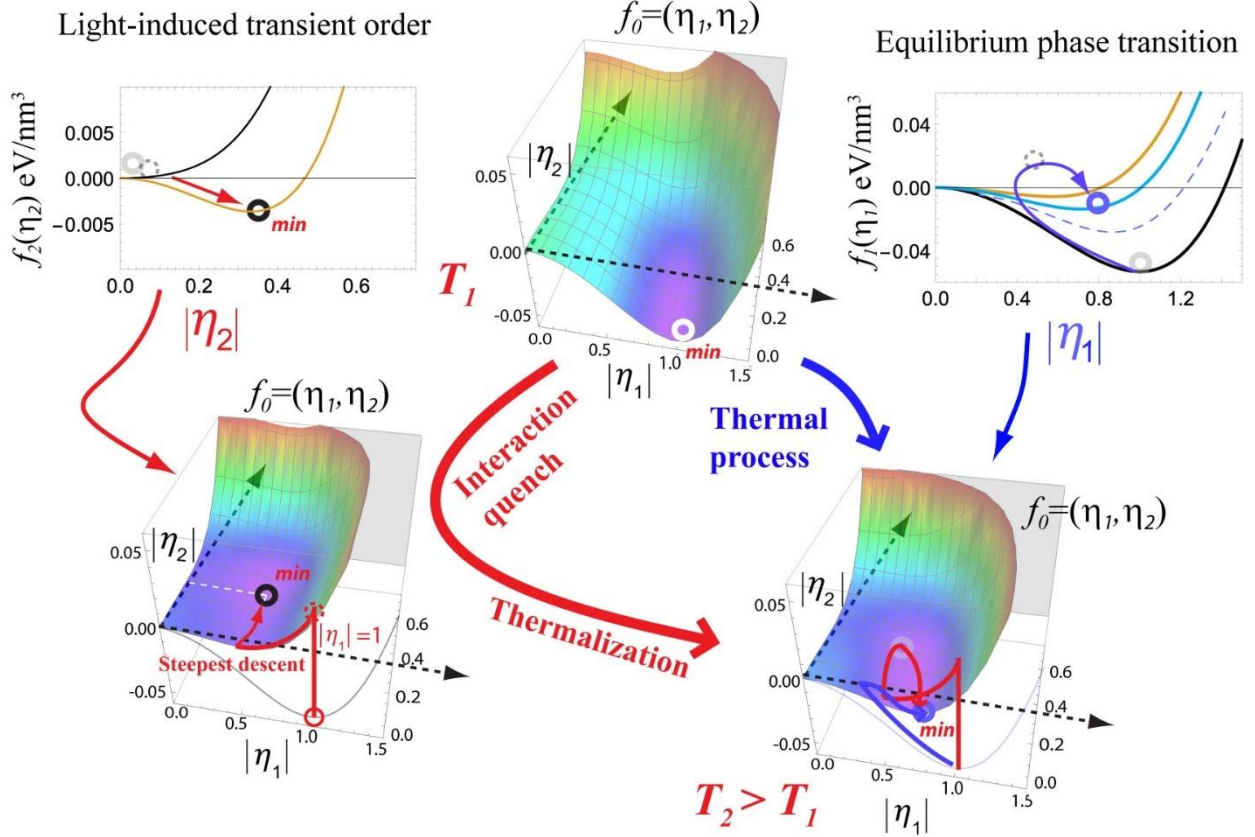 Light-induced transient order
f₀=(η₁,η₂)
Equilibrium phase transition
f₂(η₂) eV/nm³
0.005
0.000
−0.005
0.0 0.2 0.4 0.6
|η₂|
min
|η₂|
0.05
0.00
-0.05
0.0 0.5 1.0 1.5
|η₁|
0.6
0.4
0.2
0.0
min
T₁
f₁(η₁) eV/nm³
0.04
0.00
−0.04
0.0 0.4 0.8 1.2
|η₁|
Interaction
quench
Thermalization
Thermal
process
f₀=(η₁,η₂)
|η₂|
0.05
0.00
-0.05
min
|η₁|=1
Steepest descent
0.0 0.5 1.0 1.5
|η₁|
0.6
0.4
0.2
0.0
f₀=(η₁,η₂)
|η₂|
0.05
0.00
-0.05
min
0.0 0.5 1.0 1.5
|η₁|
0.6
0.4
0.2
0.0
T₂ > T₁